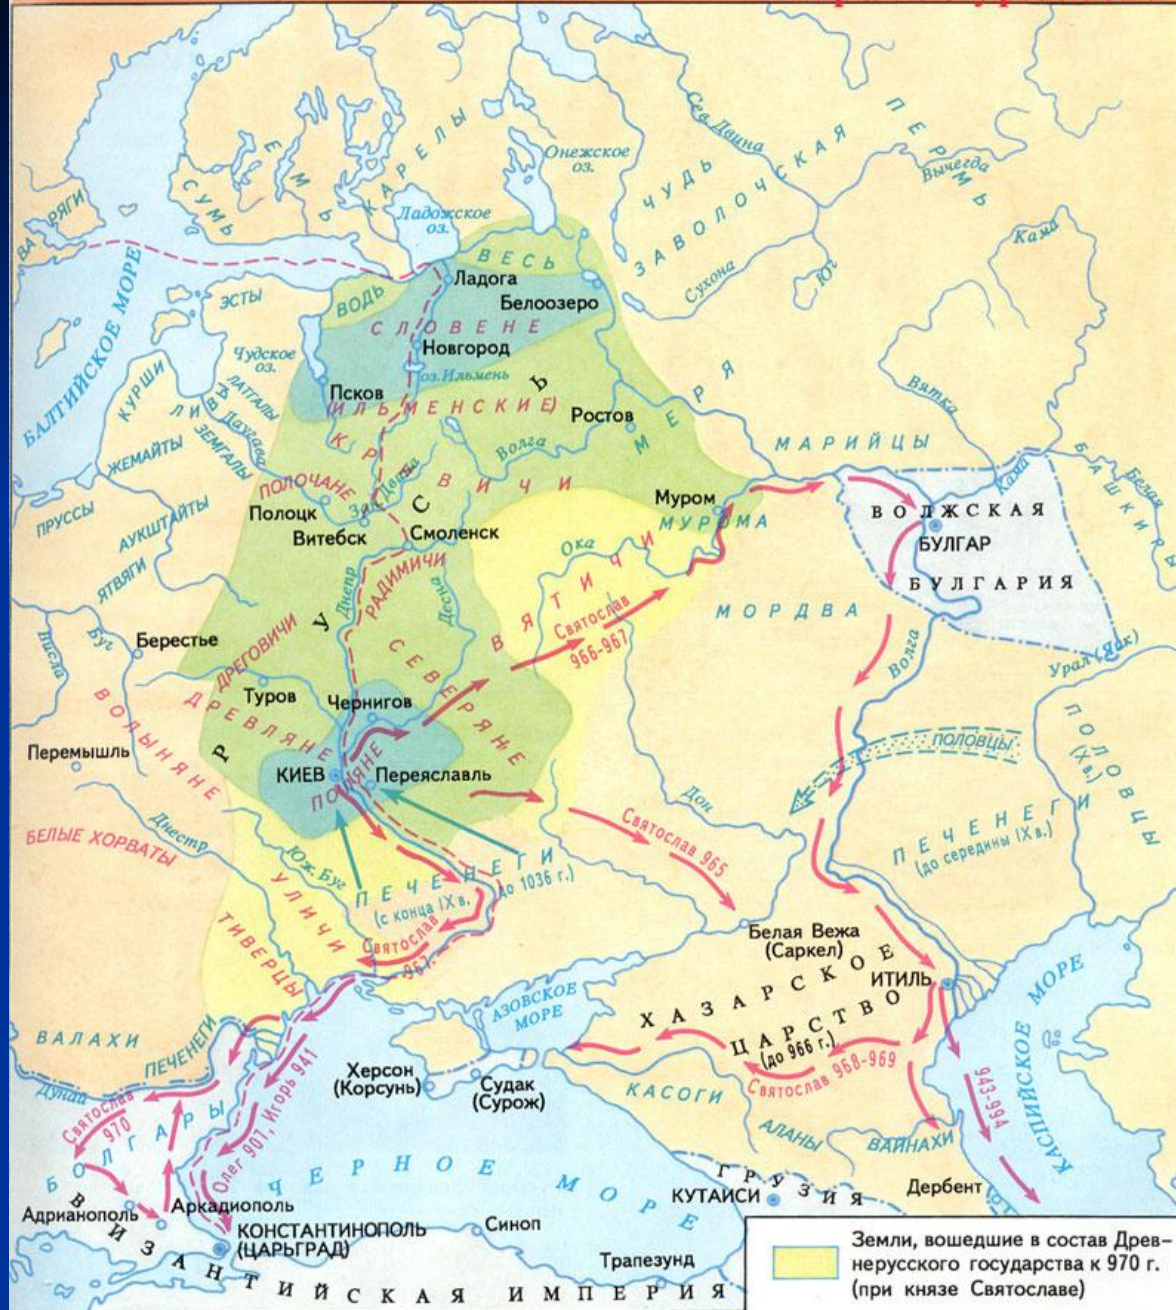 Сев. Двина
ПЕРМЬ
Вычегда
ЕМЬ
СУМЬ
КАРЕЛЫ
Онежское
оз.
ЧУДЬ
ЗАВОЛОЧСКАЯ
ВАРЯГИ
Ладожское
оз.
Кама
Сухона
Юг
ВЕСЬ
Ладога
Белоозеро
ВОДЬ
ЭСТЫ
СЛОВЕНЕ
Новгород
оз. Ильмень
(ИЛЬМЕНСКИЕ)
Чудское
оз.
Псков
БАЛТИЙСКОЕ МОРЕ
КУРШИ
ЛИВЫ
ЛАТГАЛЫ
ЗЕМГАЛЫ
Даугава
ЖЕМАЙТЫ
АУКШТАЙТЫ
ПРУССЫ
ЯТВЯГИ
Ростов
МЕРЯ
Волга
Вятка
МАРИЙЦЫ
Кама
Белая
БАШКИРЫ
КРИВИЧИ
ПОЛОЧАНЕ
Полоцк
Зап. Двина
Витебск
Смоленск
Муром
МУРОМА
ВОЛЖСКАЯ
БУЛГАР
БУЛГАРИЯ
Ока
ВЯТИЧИ
Святослав
966-967
МОРДВА
Волга
Урал (Яик)
РУСЬ
Днепр
РАДИМИЧИ
Десна
СЕВЕРЯНЕ
Буг
Висла
Берестье
ДРЕГОВИЧИ
Туров
Чернигов
ДРЕВЛЯНЕ
ВОЛЫНЯНЕ
Перемышль
КИЕВ
ПОЛЯНЕ
Переяславль
ПОЛОВЦЫ
ПОЛОВЦЫ
(X в.)
ПЕЧЕНЕГИ
(до середины IX в.)
Дон
Святослав 965
БЕЛЫЕ ХОРВАТЫ
Днестр
Юж. Буг
УЛИЧИ
ТИВЕРЦЫ
ПЕЧЕНЕГИ
(с конца IX в.
до 1036 г.)
Святослав
967
Белая Вежа
(Саркел)
ИТИЛЬ
ХАЗАРСКОЕ
ЦАРСТВО
(до 966 г.)
Святослав 968-969
943-994
КАСПИЙСКОЕ МОРЕ
АЗОВСКОЕ
МОРЕ
ВАЛАХИ
ПЕЧЕНЕГИ
Дунай
Святослав
970
БОЛГАРЫ
Олег 907, Игорь 941
Херсон
(Корсунь)
Судак
(Сурож)
КАСОГИ
АЛАНЫ
ВАЙНАХИ
ГРУЗИЯ
КУТАИСИ
Дербент
ЧЕРНОЕ МОРЕ
Адрианополь
Аркадиополь
КОНСТАНТИНОПОЛЬ
(ЦАРЬГРАД)
Синоп
Трапезунд
ВИЗАНТИЙСКАЯ ИМПЕРИЯ
Земли, вошедшие в состав Древ-
нерусского государства к 970 г.
(при князе Святославе)